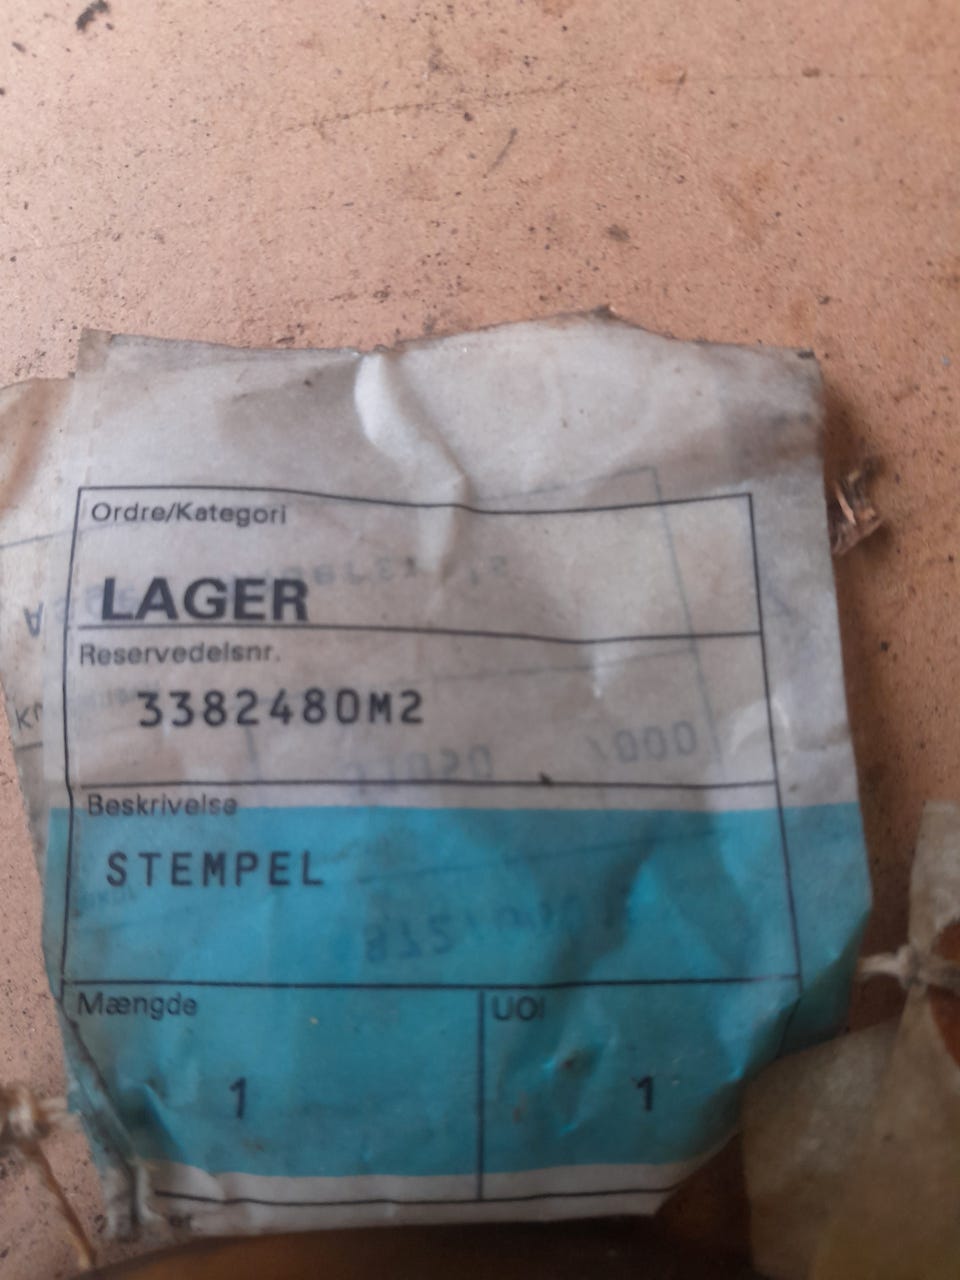 Ordre/Kategori
LAGER
Reservedelsnr.
3382480M2
Beskrivelse
STEMPEL
Mængde
UOI
1
1